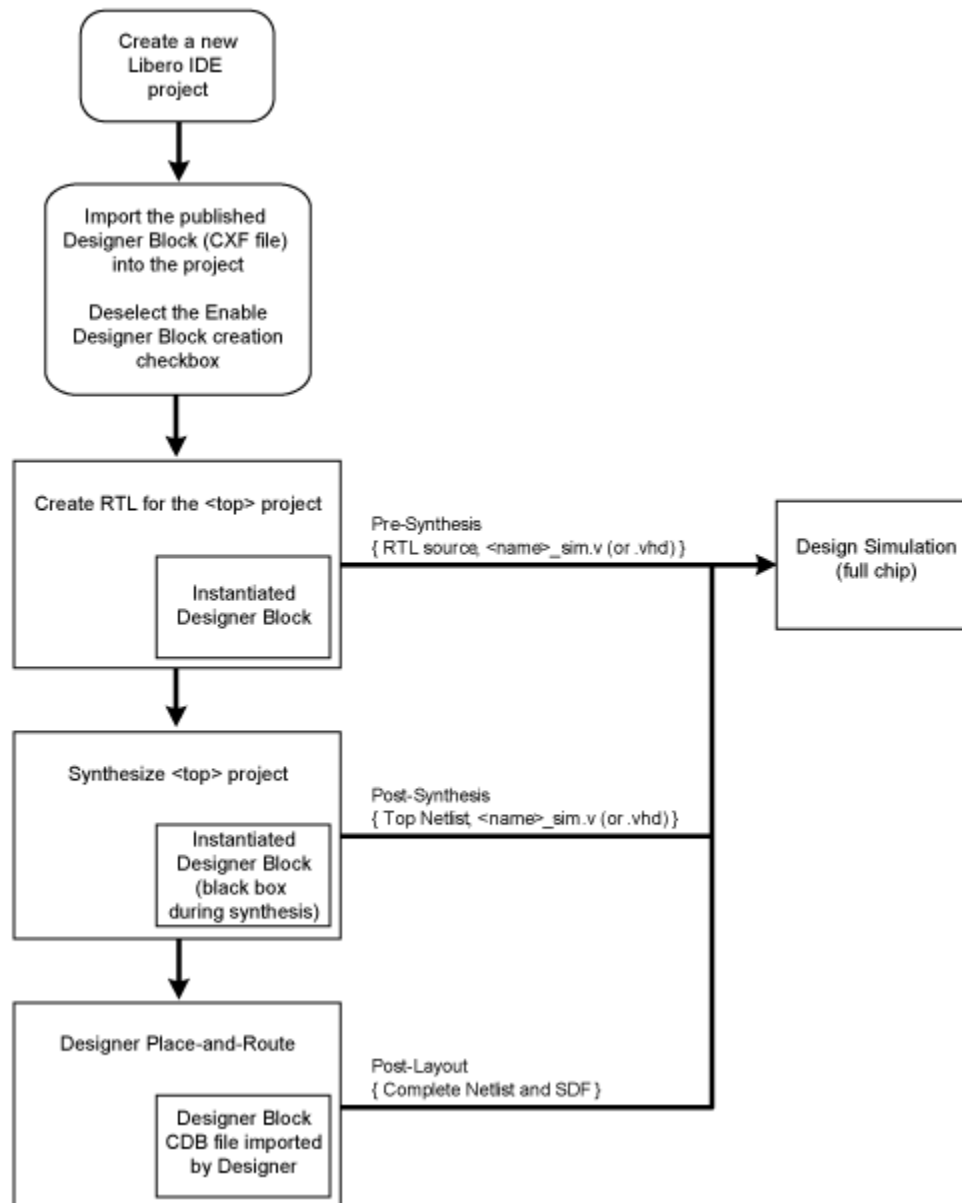 Create a new
Libero IDE
project
Import the published
Designer Block (CXF file)
into the project
Deselect the Enable
Designer Block creation
checkbox
Create RTL for the <top> project
Instantiated
Designer Block
Pre-Synthesis
{ RTL source, <name>_sim.v (or .vhd) }
Design Simulation
(full chip)
Synthesize <top> project
Instantiated
Designer Block
(black box
during synthesis)
Post-Synthesis
{ Top Netlist, <name>_sim.v (or .vhd) }
Designer Place-and-Route
Designer Block
CDB file imported
by Designer
Post-Layout
{ Complete Netlist and SDF }